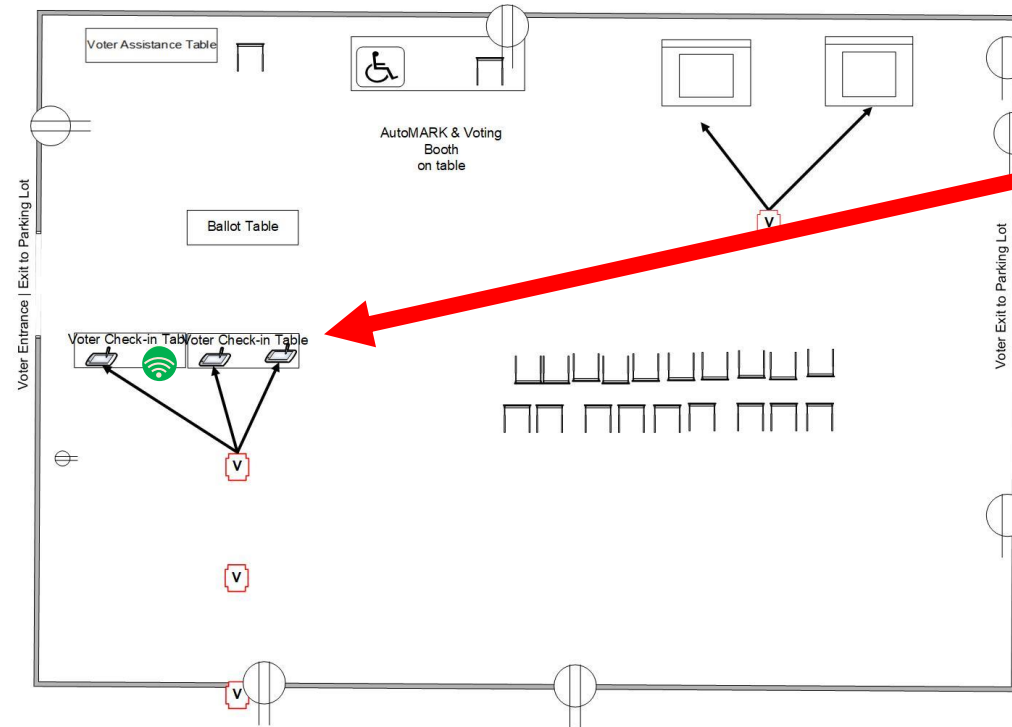 Voter Assistance Table
AutoMARK & Voting
Booth
on table
Ballot Table
V
Voter Entrance | Exit to Parking Lot
Voter Exit to Parking Lot
Voter Check-in Tabl
Voter Check-in Table
V
V
V